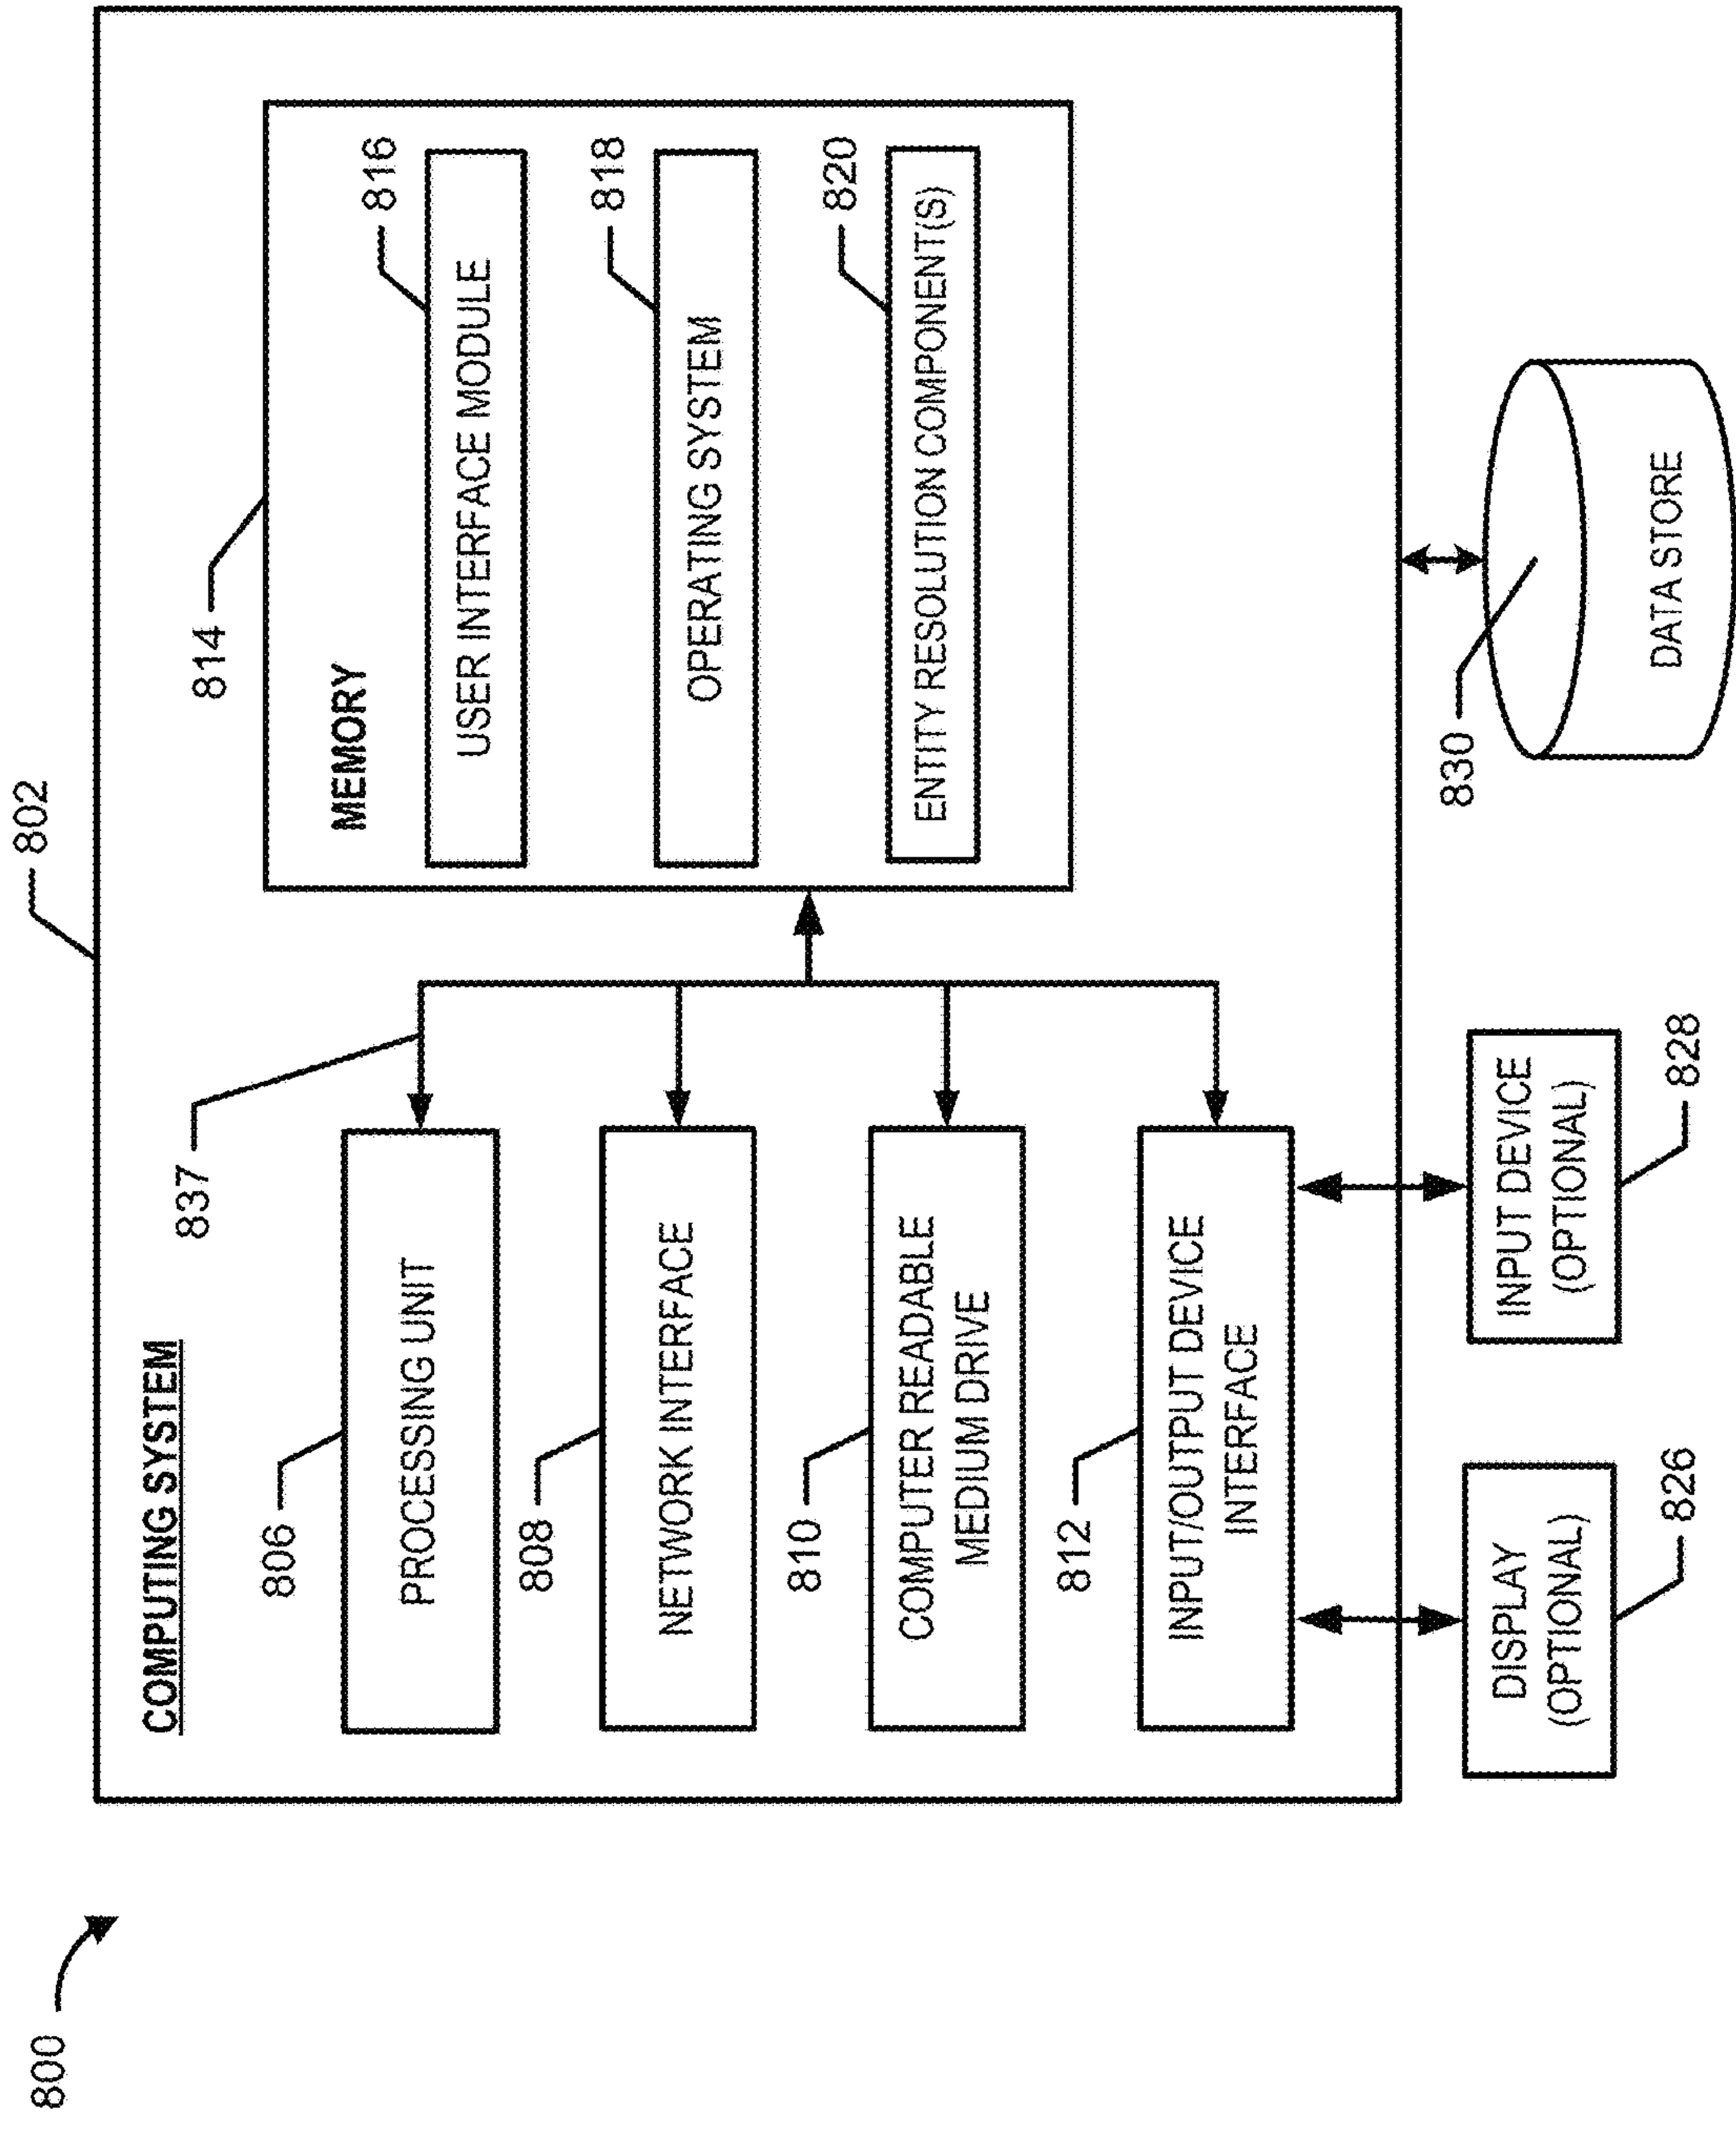 800
802
COMPUTING SYSTEM
837
814
MEMORY
806
PROCESSING UNIT
816
USER INTERFACE MODULE
808
NETWORK INTERFACE
818
OPERATING SYSTEM
810
COMPUTER READABLE
MEDIUM DRIVE
820
ENTITY RESOLUTION COMPONENT(S)
812
INPUT/OUTPUT DEVICE
INTERFACE
DISPLAY
(OPTIONAL)
826
INPUT DEVICE
(OPTIONAL)
828
830
DATA STORE